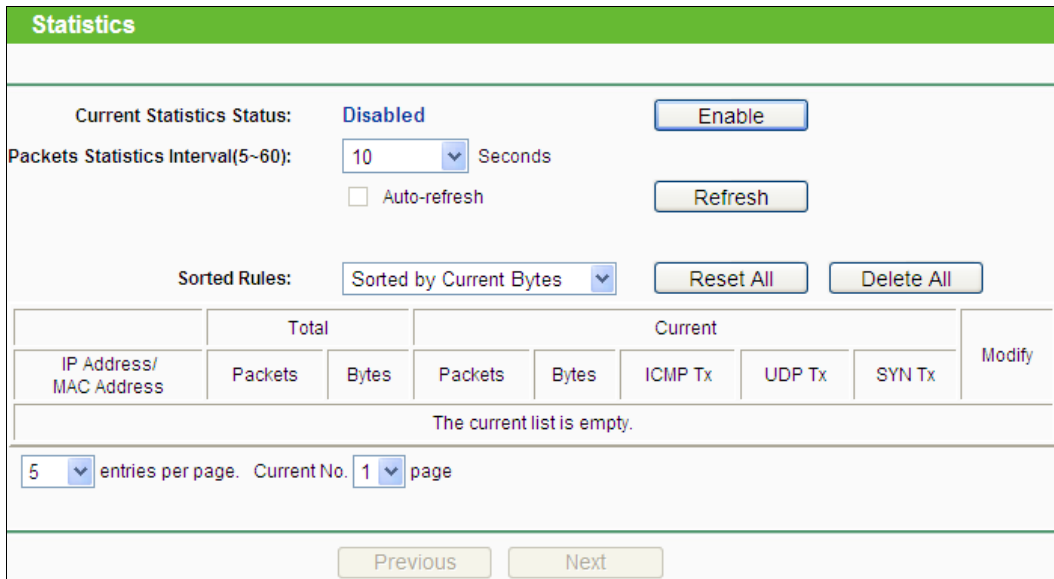 Statistics
Current Statistics Status: Disabled Enable
Packets Statistics Interval(5~60): 10 Seconds
Auto-refresh Refresh
Sorted Rules: Sorted by Current Bytes Reset All Delete All
Total Current Modify
IP Address/
MAC Address Packets Bytes Packets Bytes ICMP Tx UDP Tx SYN Tx
The current list is empty.
5 entries per page. Current No. 1 page
Previous Next